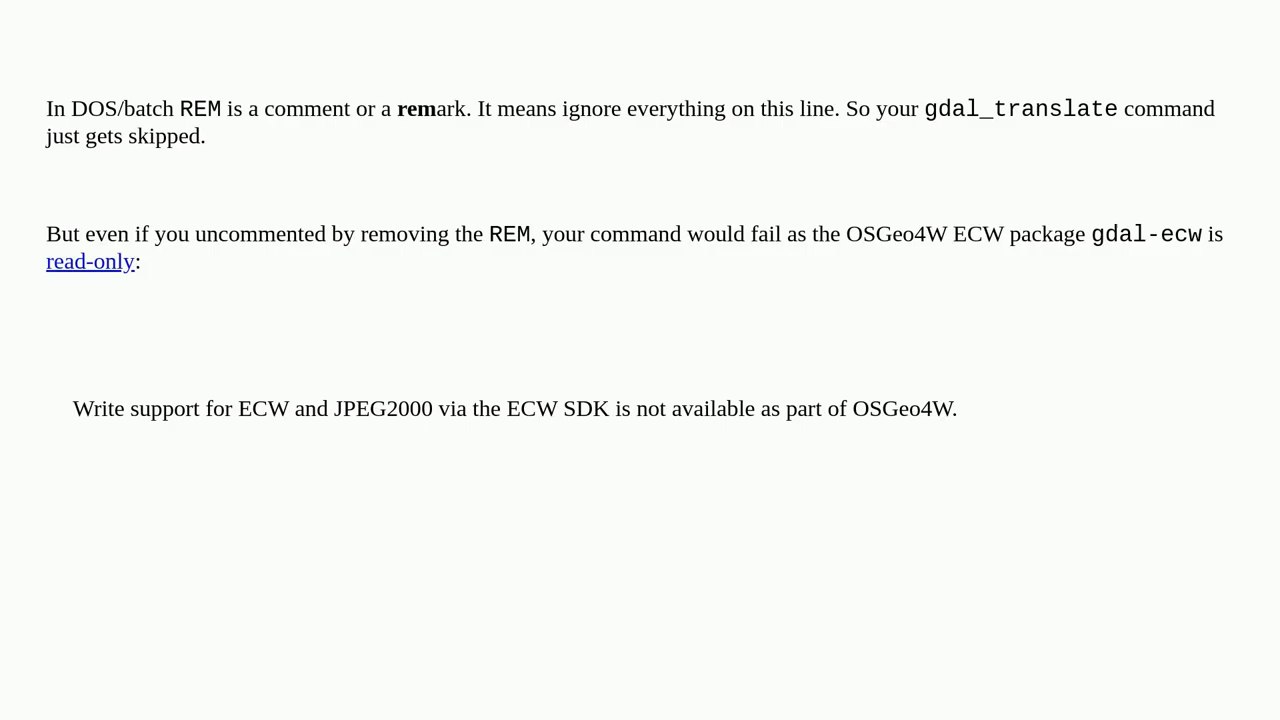 In DOS/batch REM is a comment or a remark. It means ignore everything on this line. So your gdal_translate command
just gets skipped.
But even if you uncommented by removing the REM, your command would fail as the OSGeo4W ECW package gdal-ecw is
read-only:
Write support for ECW and JPEG2000 via the ECW SDK is not available as part of OSGeo4W.